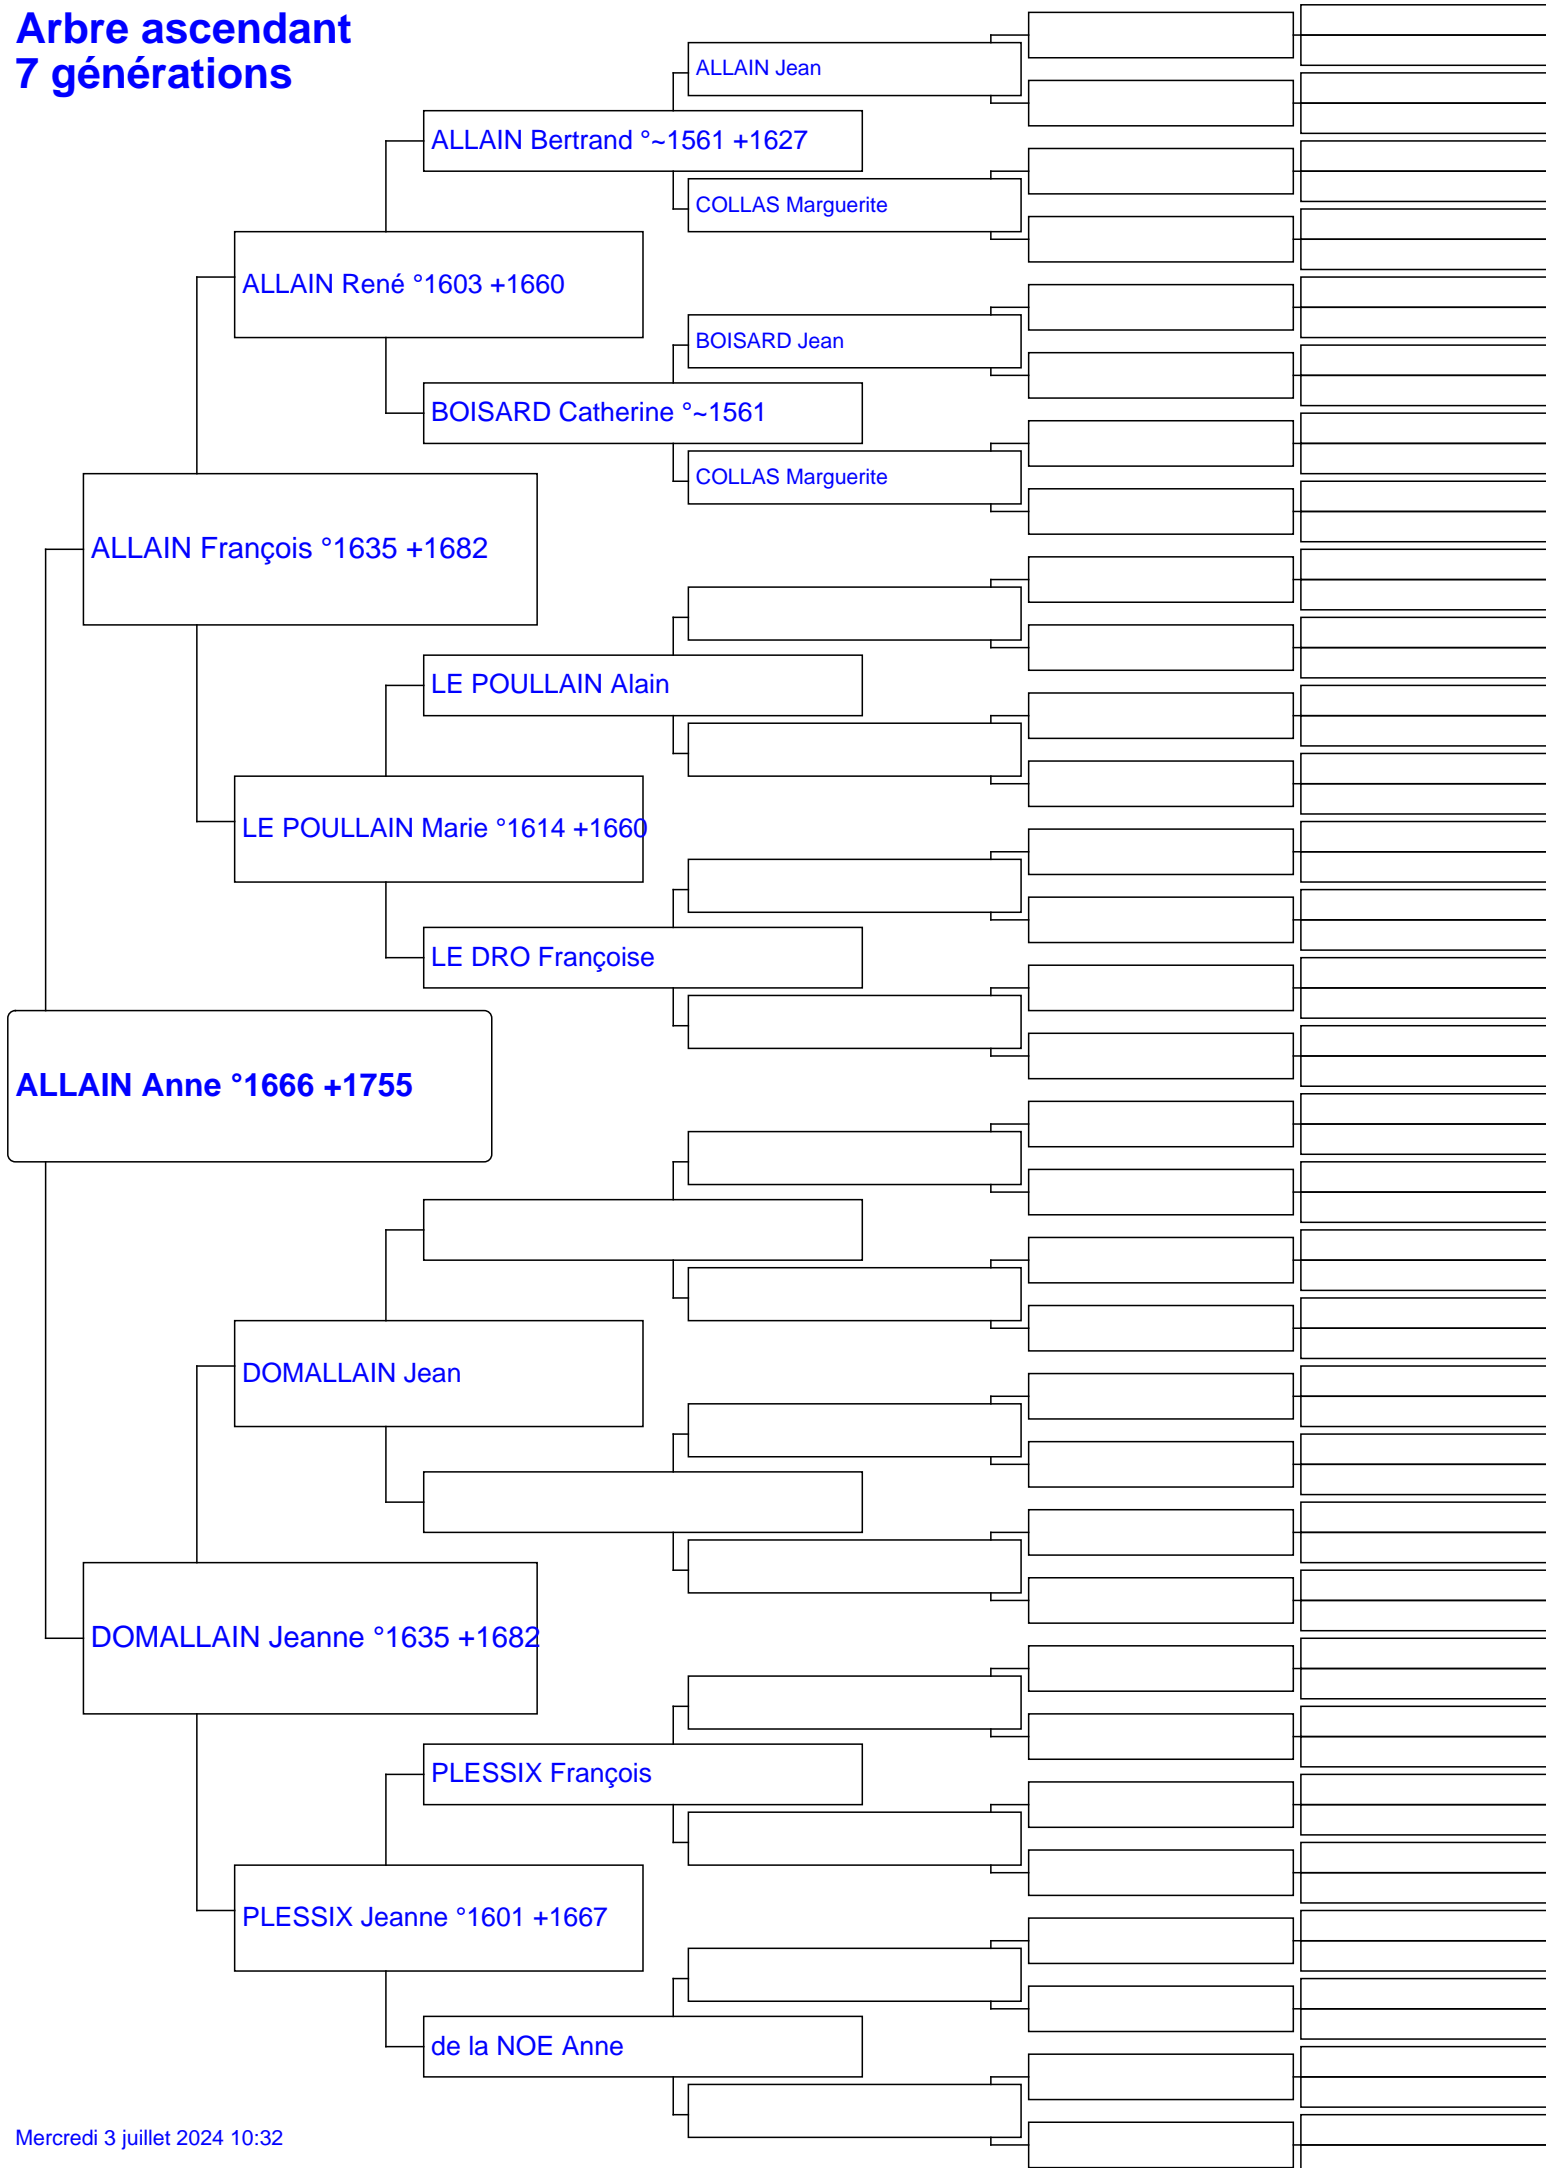 Arbre ascendant
7 générations
ALLAIN Jean
ALLAIN Bertrand °~1561 +1627
COLLAS Marguerite
ALLAIN René °1603 +1660
BOISARD Jean
BOISARD Catherine °~1561
COLLAS Marguerite
ALLAIN François °1635 +1682
LE POULLAIN Alain
LE POULLAIN Marie °1614 +1660
LE DRO Françoise
ALLAIN Anne °1666 +1755
DOMALLAIN Jean
DOMALLAIN Jeanne °1635 +1682
PLESSIX François
PLESSIX Jeanne °1601 +1667
de la NOE Anne
Mercredi 3 juillet 2024 10:32